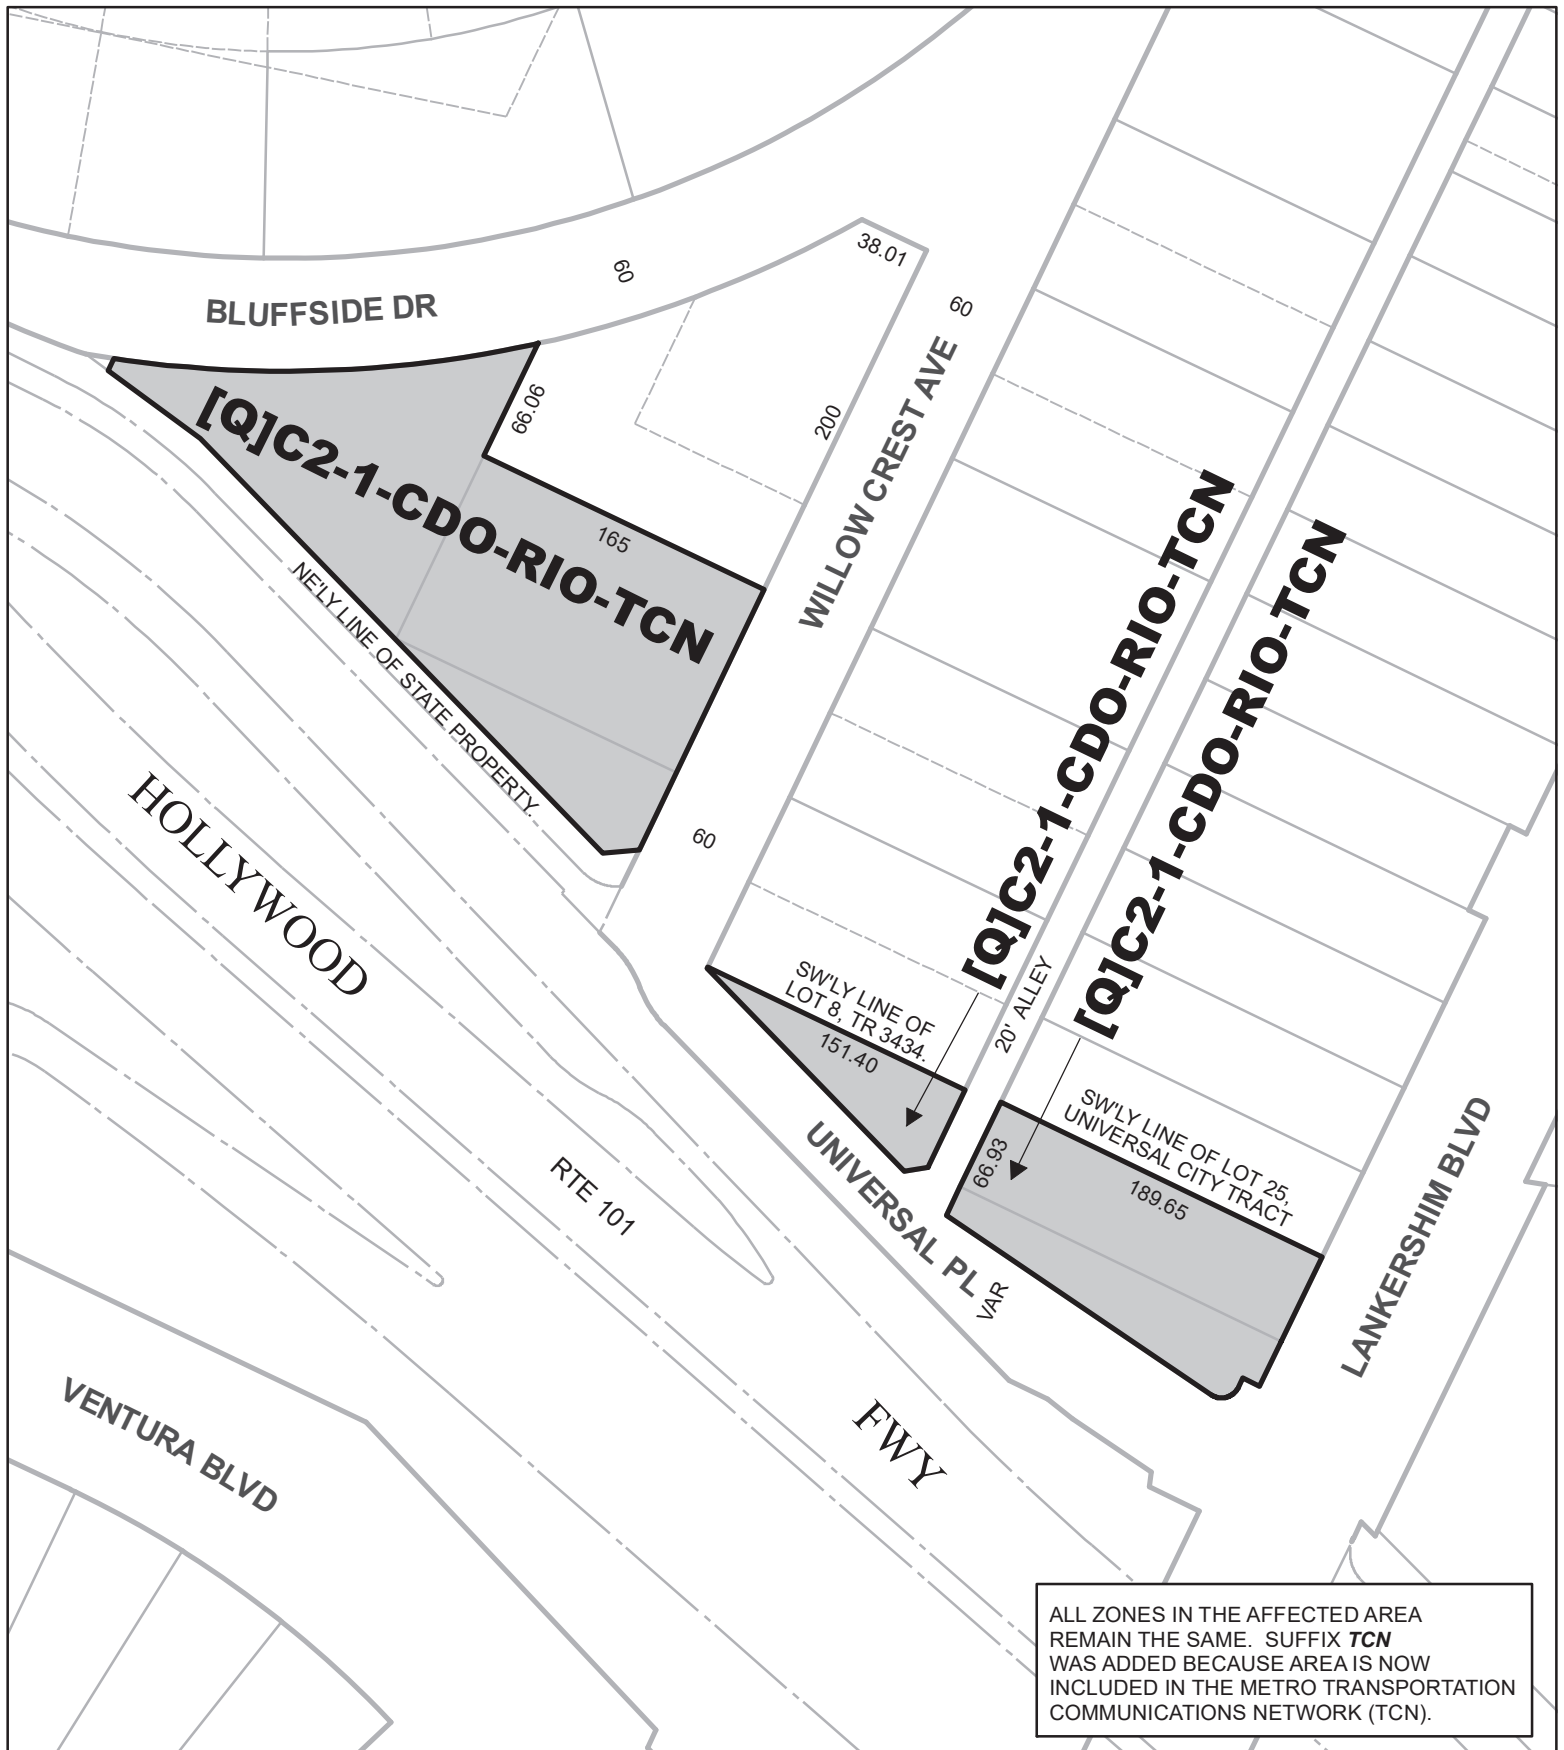 38.01
60
60
BLUFFSIDE DR
66.06
200
WILLOW CREST AVE
[Q]C2-1-CDO-RIO-TCN
165
NE'LY LINE OF STATE PROPERTY.
[Q]C2-1-CDO-RIO-TCN
[Q]C2-1-CDO-RIO-TCN
60
HOLLYWOOD
SW'LY LINE OF
LOT 8, TR 3434.
151.40
20' ALLEY
SW'LY LINE OF LOT 25,
UNIVERSAL CITY TRACT
66.93
189.65
UNIVERSAL PL
VAR
LANKERSHIM BLVD
RTE 101
FWY
VENTURA BLVD
ALL ZONES IN THE AFFECTED AREA
REMAIN THE SAME. SUFFIX TCN
WAS ADDED BECAUSE AREA IS NOW
INCLUDED IN THE METRO TRANSPORTATION
COMMUNICATIONS NETWORK (TCN).